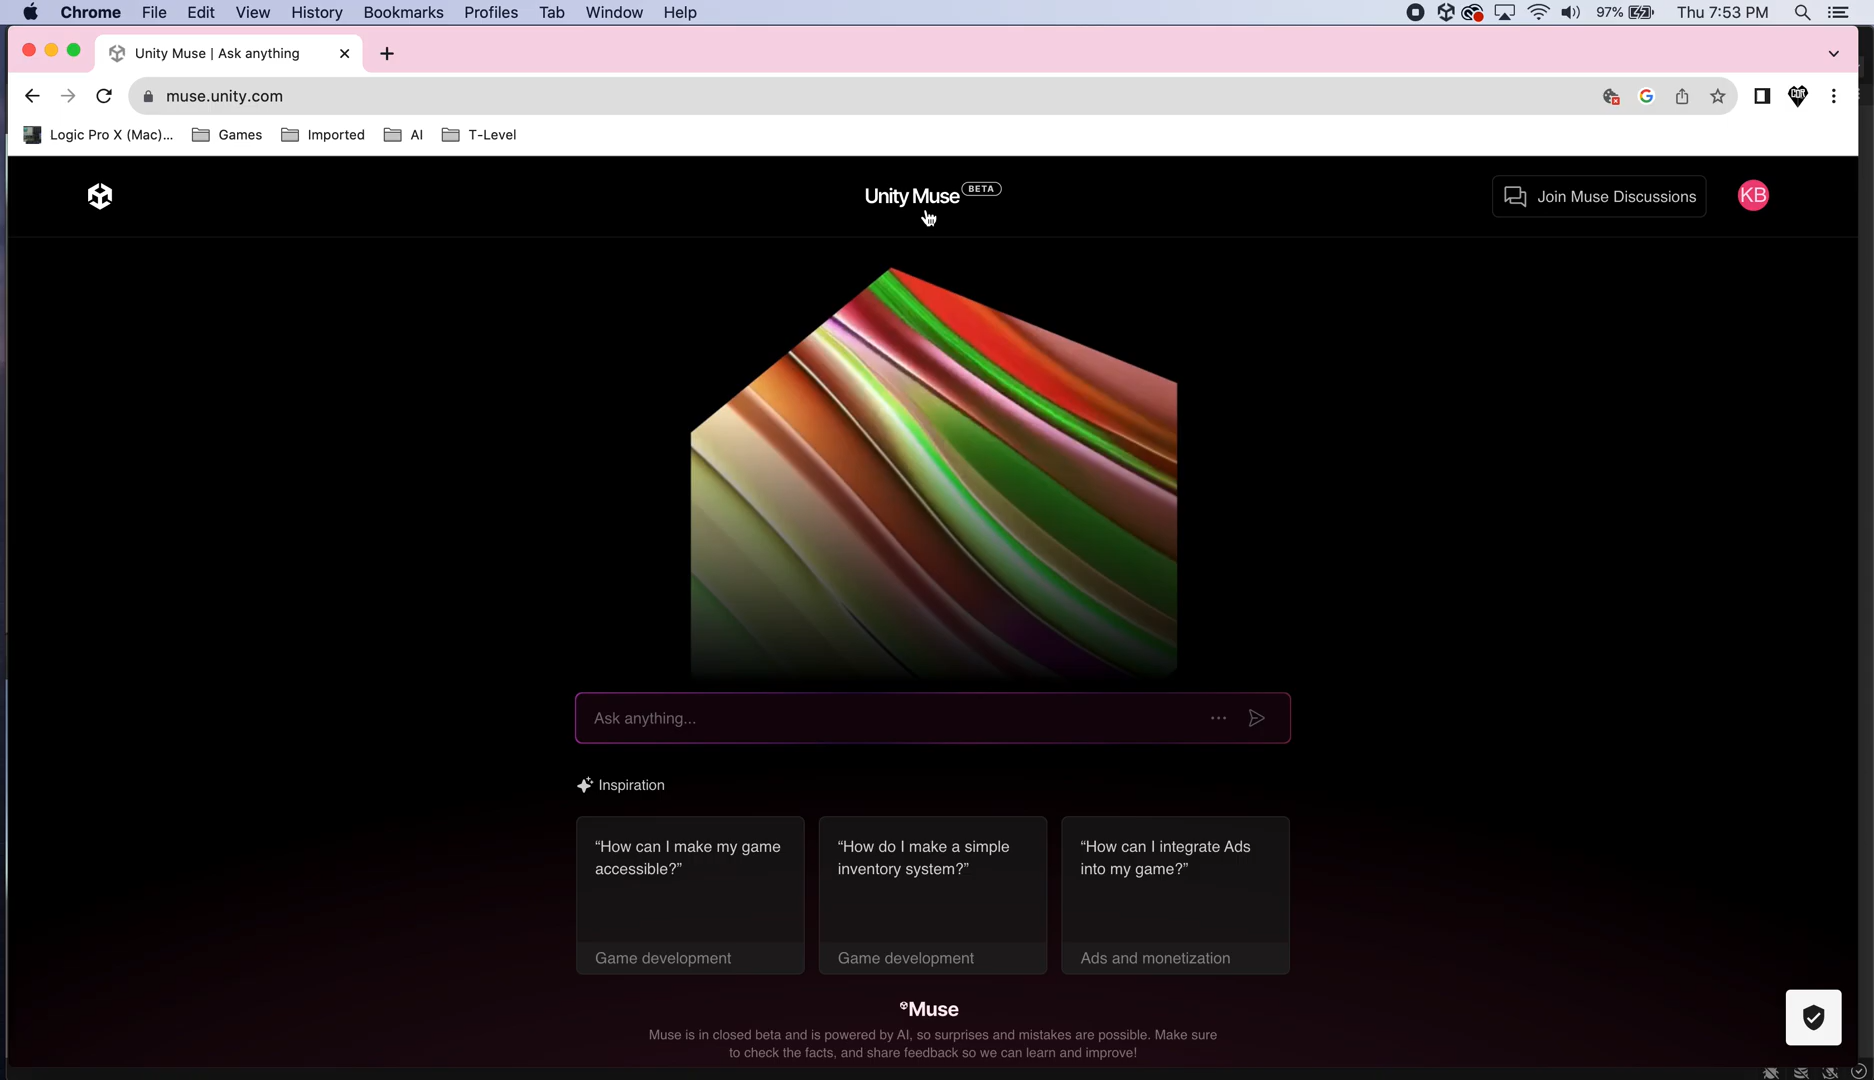 Chrome File Edit View History Bookmarks Profiles Tab Window Help 97% Thu 7:53 PM
Unity Muse | Ask anything
muse.unity.com
Logic Pro X (Mac)... Games Imported AI T-Level
Unity Muse BETA Join Muse Discussions KB
Ask anything...
Inspiration
“How can I make my game
accessible?”
Game development
“How do I make a simple
inventory system?”
Game development
“How can I integrate Ads
into my game?”
Ads and monetization
Muse
Muse is in closed beta and is powered by AI, so surprises and mistakes are possible. Make sure
to check the facts, and share feedback so we can learn and improve!